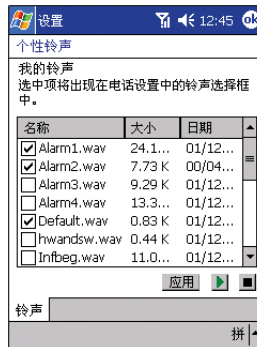 设置 12:45 ok
个性铃声
我的铃声
选中项将出现在电话设置中的铃声选择框
中。
名称 大小 日期
Alarm1.wav 24.1... 01/12...
Alarm2.wav 7.73 K 00/04...
Alarm3.wav 9.29 K 01/12...
Alarm4.wav 13.3... 01/12...
Default.wav 0.83 K 01/12...
hwandsw.wav 0.44 K 01/12...
Infbeg.wav 11.0... 01/12...
应用
铃声
拼